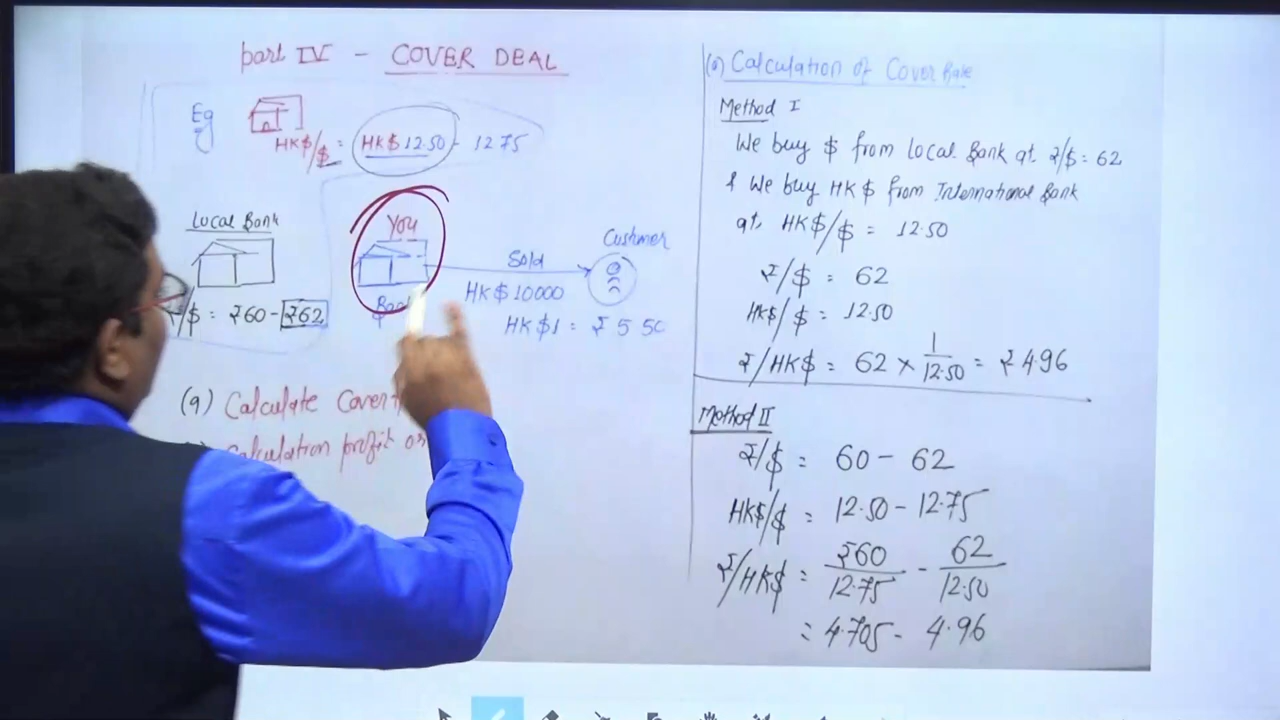 part IV - COVER DEAL
Eg
HK$/$ = HK$ 12.50 - 12.75
Local Bank
/$ = ₹60 - ₹62
You
Bank
Sold
HK$ 10000
HK$1 = ₹ 5.50
Customer
(a) Calculate Cover
Calculation profit or
(a) Calculation of Cover Rate
Method I
We buy $ from Local Bank at ₹/$ = 62
& We buy HK$ from International Bank
at HK$/$ = 12.50
₹/$ = 62
HK$/$ = 12.50
₹/HK$ = 62 × 1/12.50 = ₹ 4.96
Method II
₹/$ = 60 - 62
HK$/$ = 12.50 - 12.75
₹/HK$ = ₹60/12.75 - 62/12.50
= 4.705 - 4.96